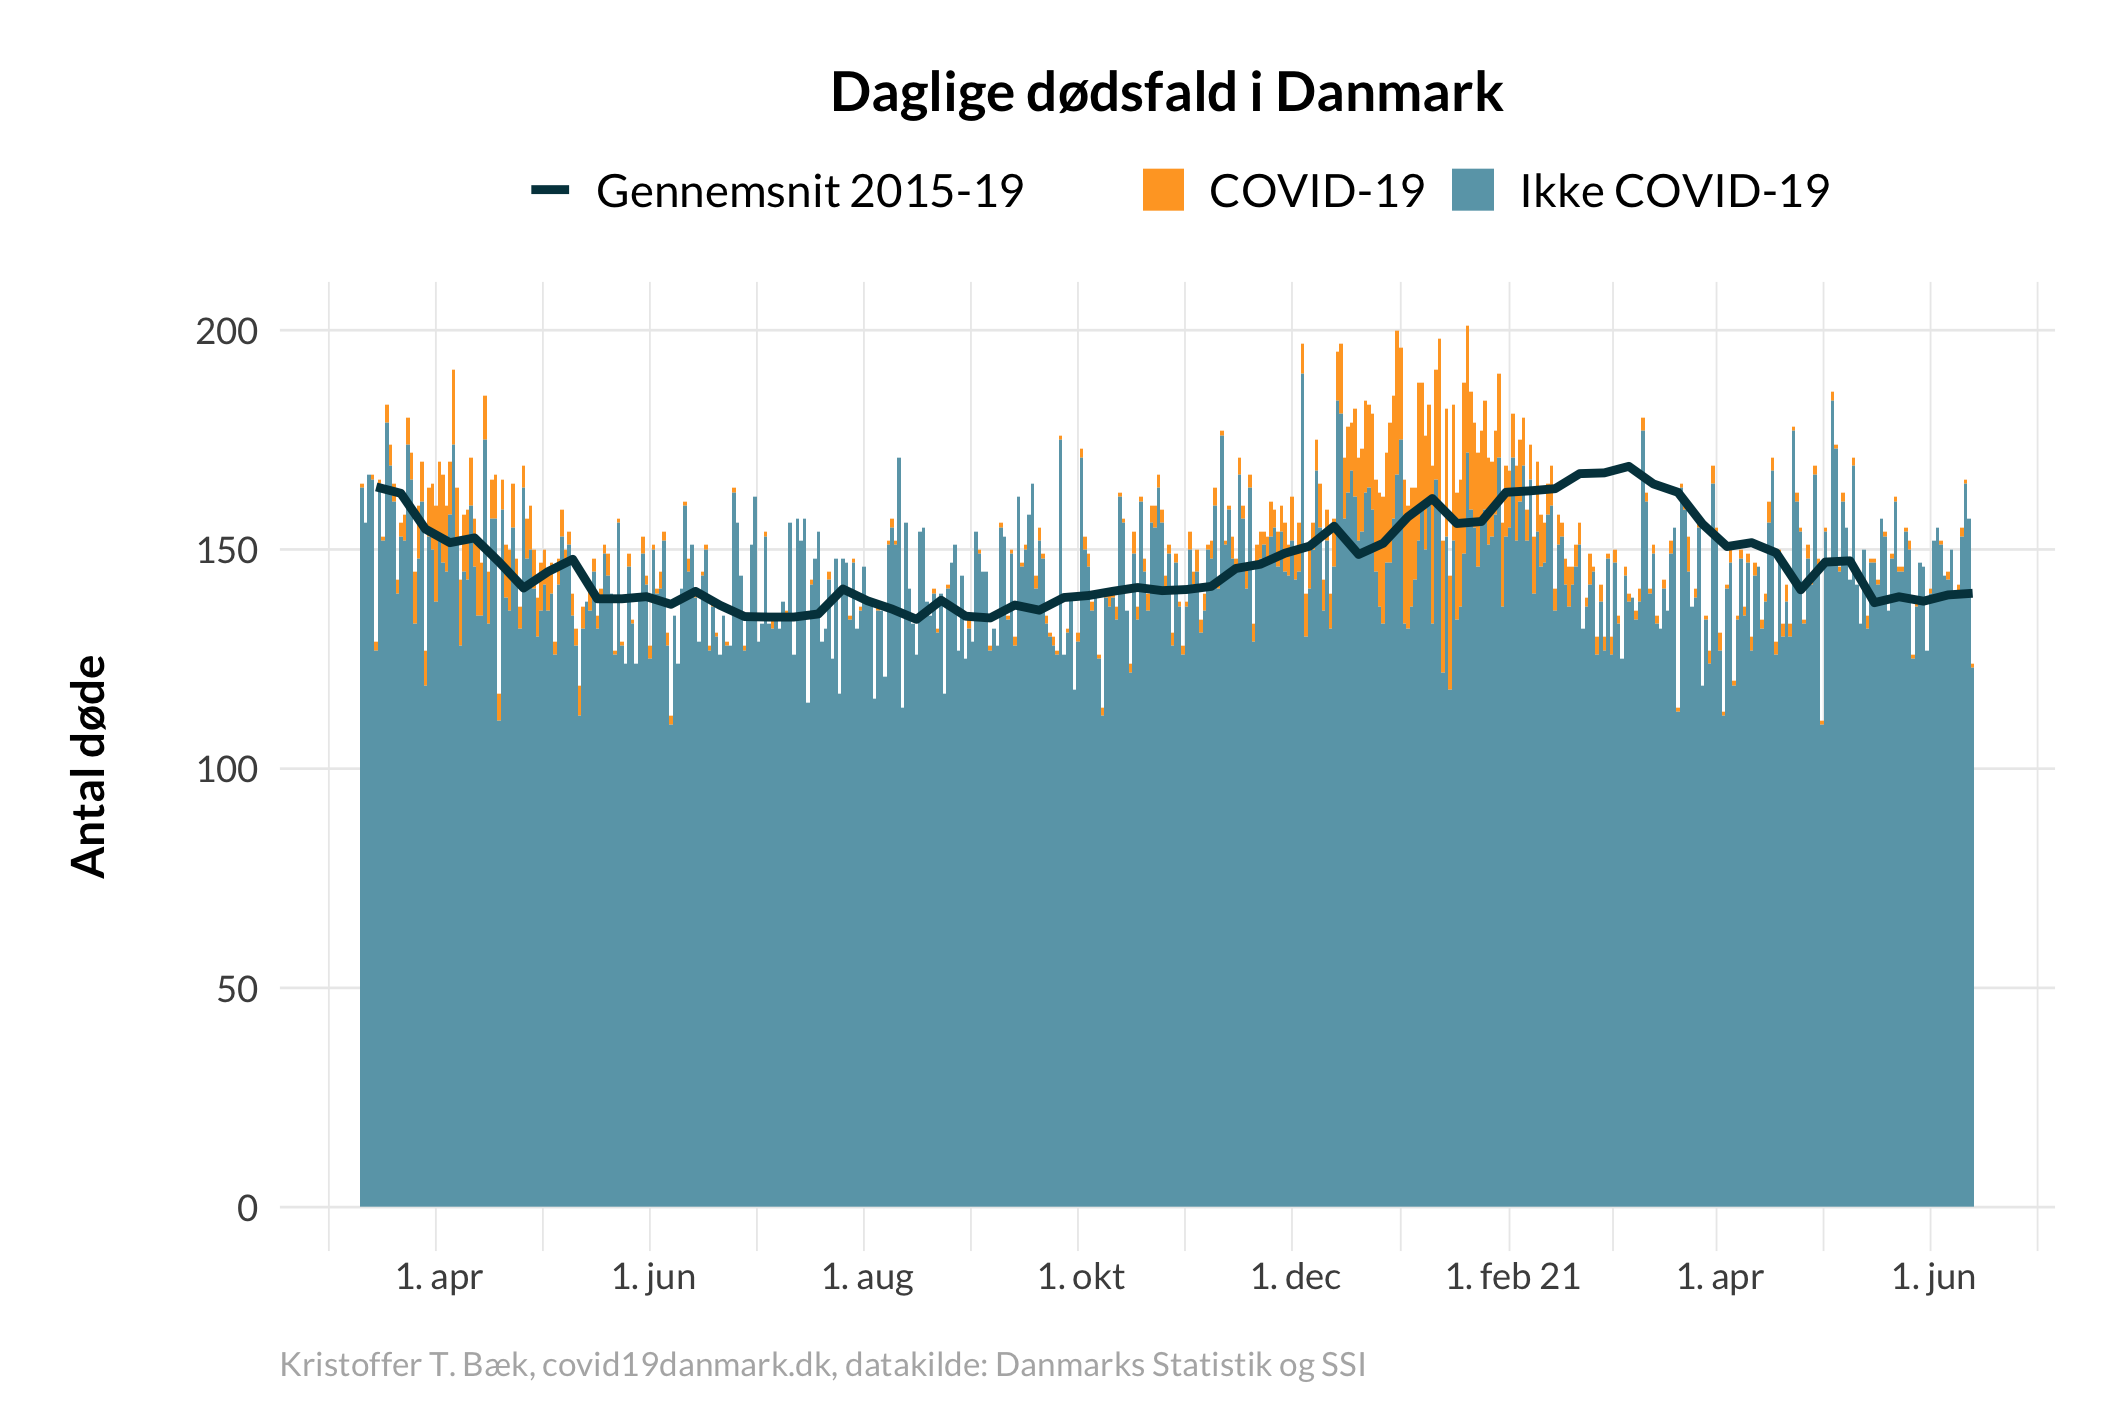 Daglige dødsfald i Danmark
Gennemsnit 2015-19 COVID-19 Ikke COVID-19
Antal døde
200
150
100
50
0
1. apr 1. jun 1. aug 1. okt 1. dec 1. feb 21 1. apr 1. jun
Kristoffer T. Bæk, covid19danmark.dk, datakilde: Danmarks Statistik og SSI